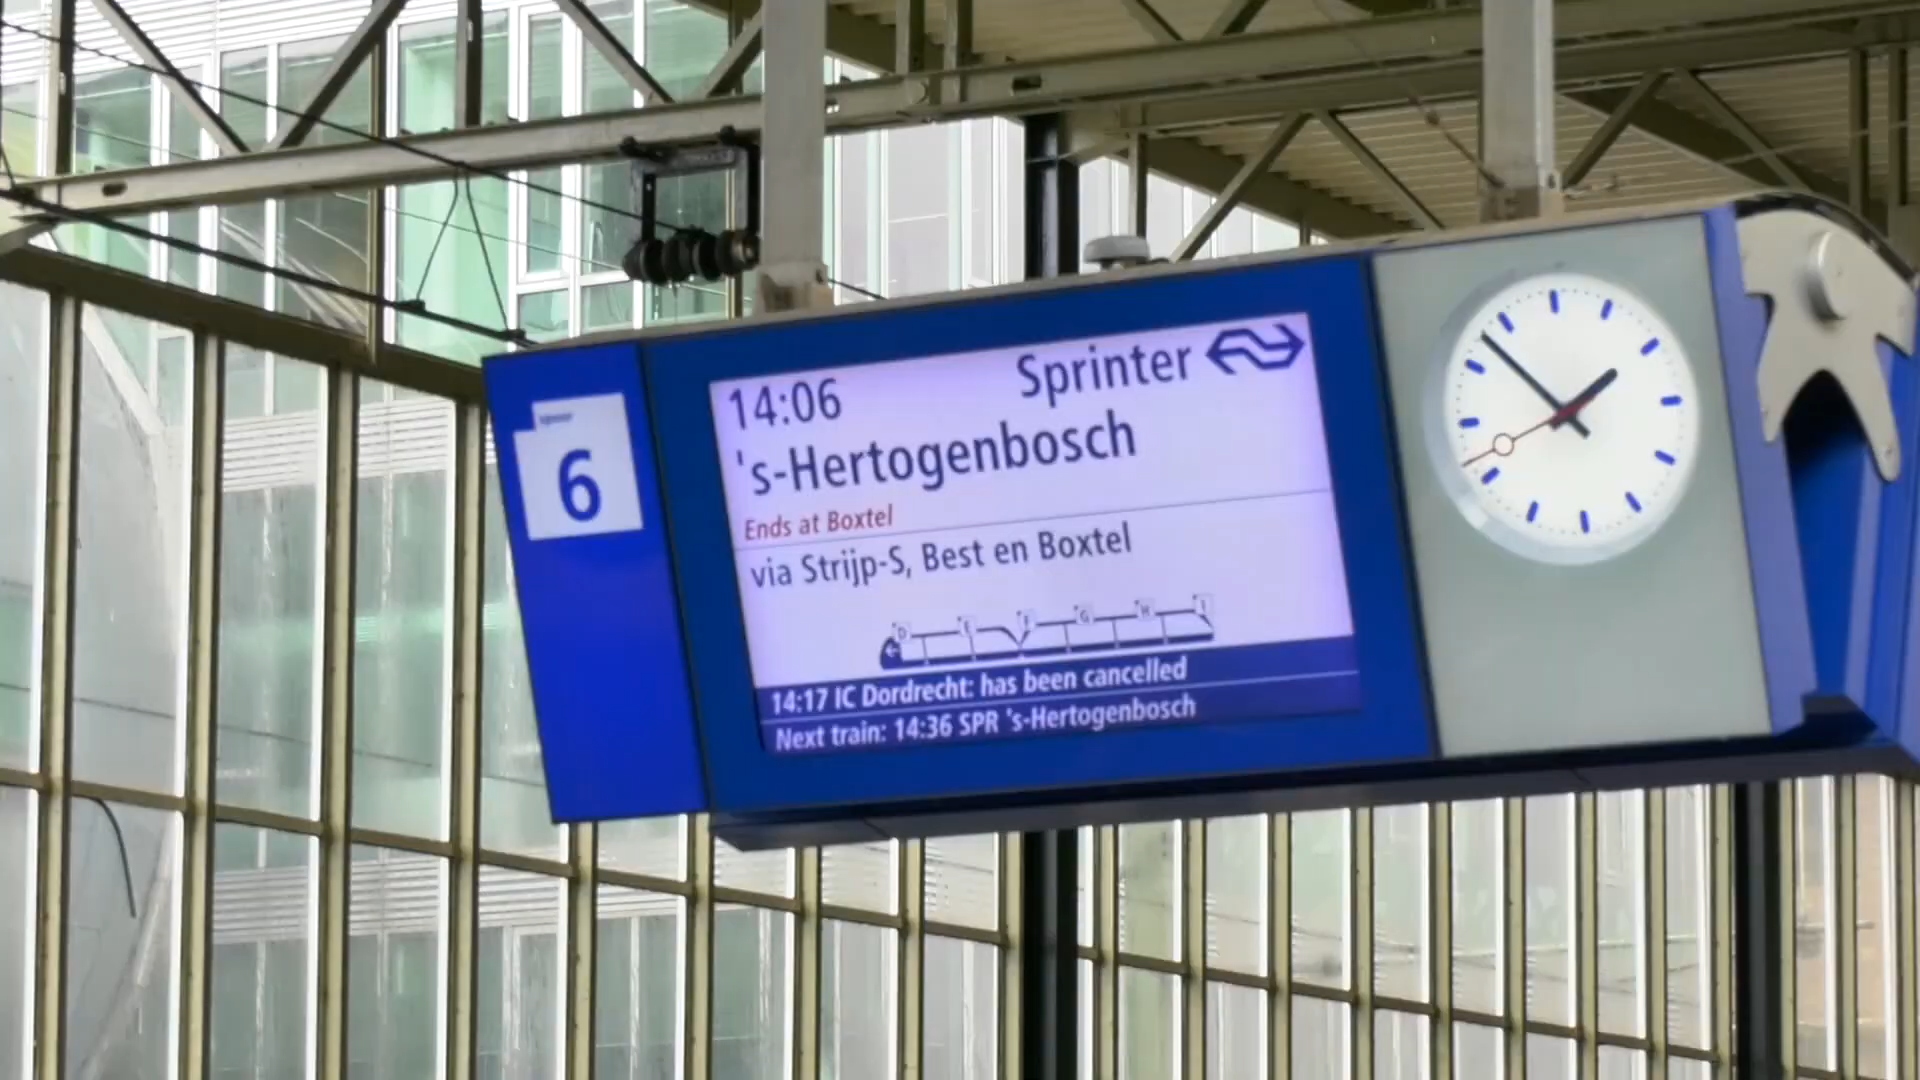 6
14:06 Sprinter
's-Hertogenbosch
Ends at Boxtel
via Strijp-S, Best en Boxtel
D E F G H I
14:17 IC Dordrecht: has been cancelled
Next train: 14:36 SPR 's-Hertogenbosch